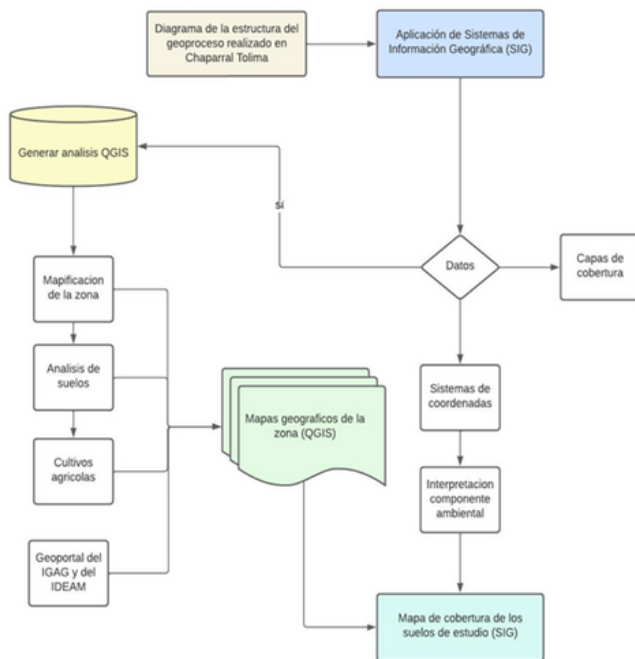 Diagrama de la estructura del
geoproceso realizado en
Chaparral Tolima
Aplicación de Sistemas de
Información Geográfica (SIG)
Generar analisis QGIS
Sí
Datos
Capas de
cobertura
Mapificacion
de la zona
Analisis de
suelos
Cultivos
agricolas
Geoportal del
IGAG y del
IDEAM
Mapas geograficos de la
zona (QGIS)
Sistemas de
coordenadas
Interpretacion
componente
ambiental
Mapa de cobertura de los
suelos de estudio (SIG)